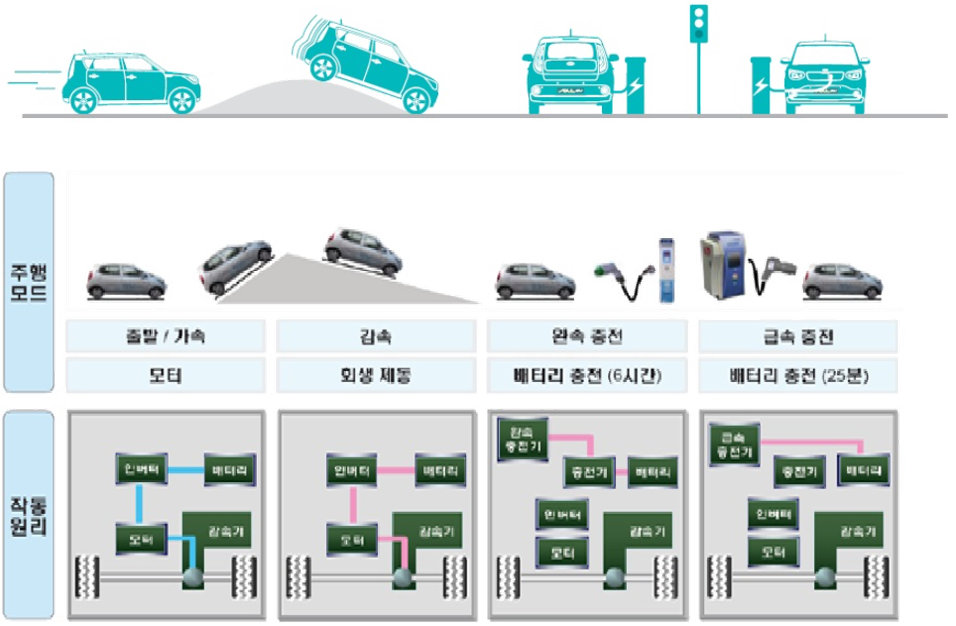 주행
모드
출발 / 가속
감속
완속 충전
급속 충전
모터
회생 제동
배터리 충전 (6시간)
배터리 충전 (25분)
작동
원리
인버터
배터리
모터
감속기
인버터
배터리
모터
감속기
완속
충전기
충전기
배터리
인버터
모터
감속기
급속
충전기
충전기
배터리
인버터
모터
감속기